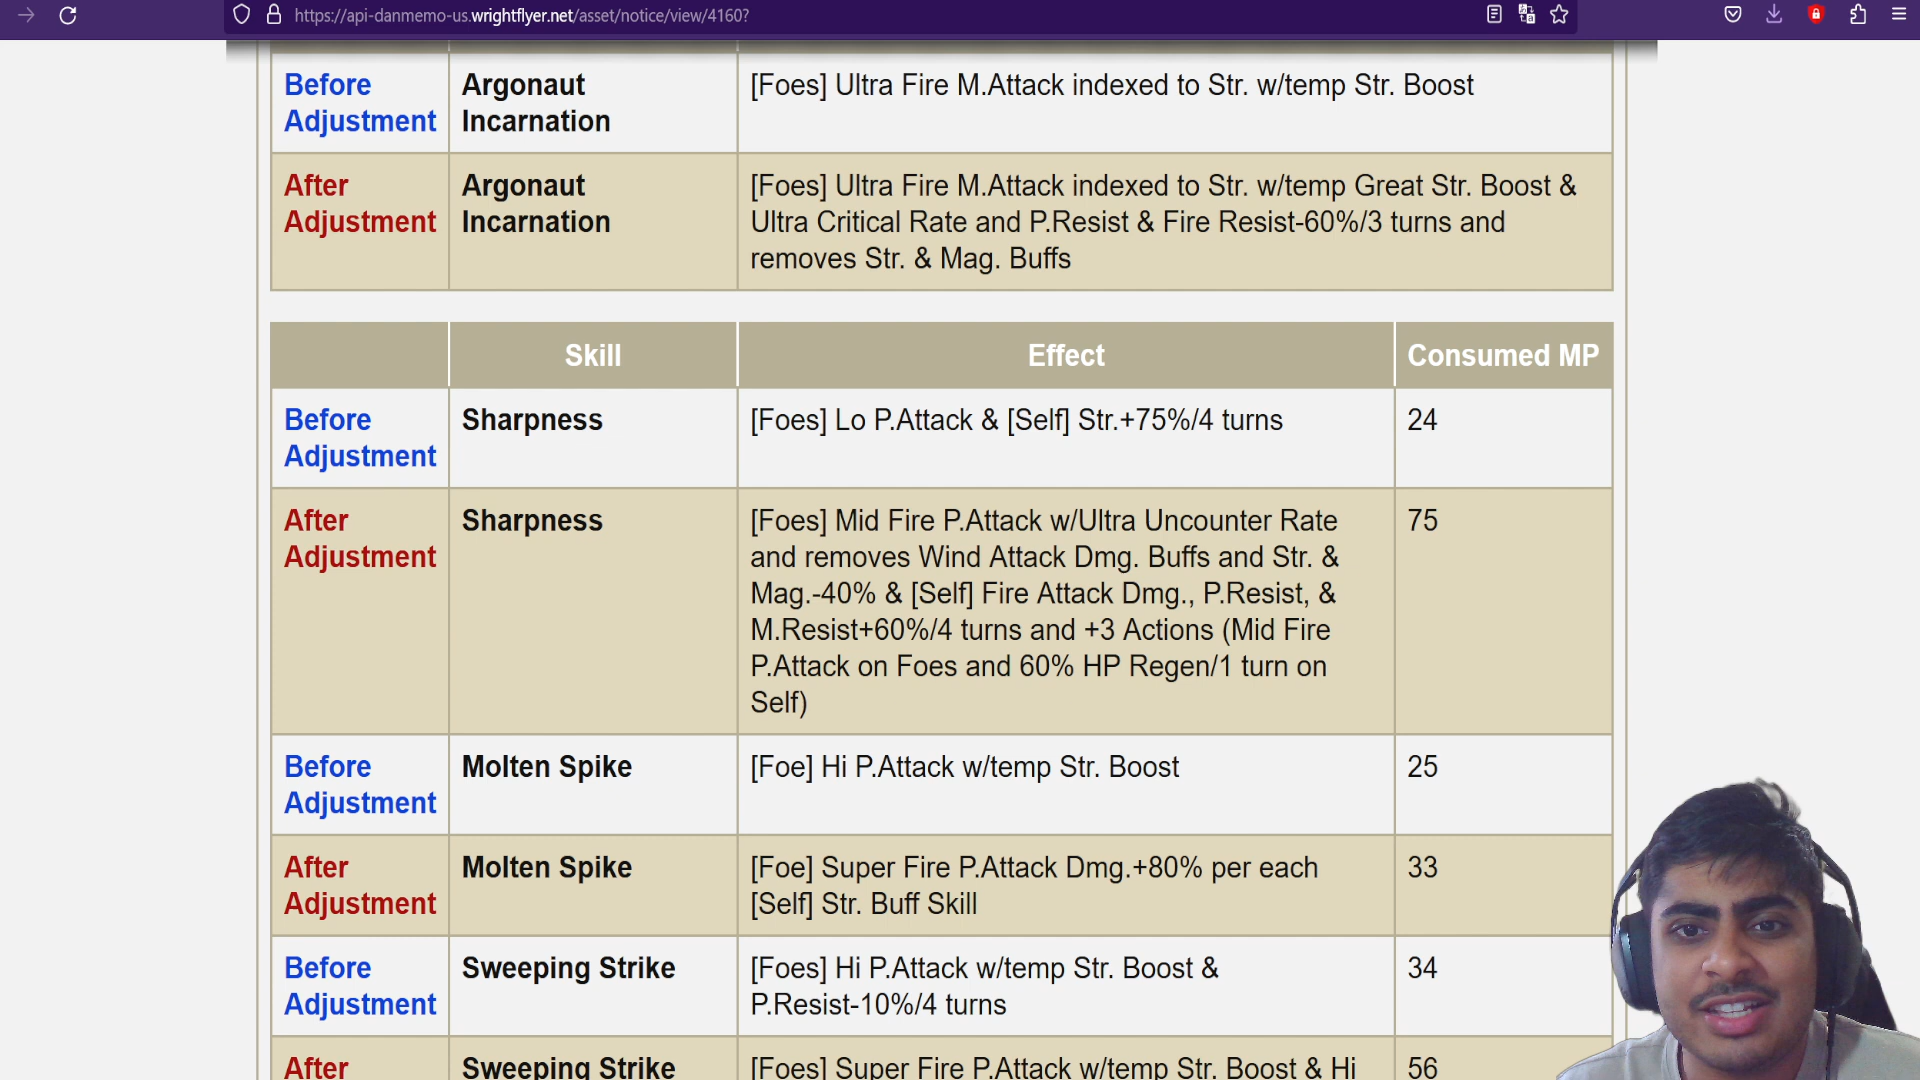 https://api-danmemo-us.wrightflyer.net/asset/notice/view/4160?
Before
Adjustment
Argonaut
Incarnation
[Foes] Ultra Fire M.Attack indexed to Str. w/temp Str. Boost
After
Adjustment
Argonaut
Incarnation
[Foes] Ultra Fire M.Attack indexed to Str. w/temp Great Str. Boost &
Ultra Critical Rate and P.Resist & Fire Resist-60%/3 turns and
removes Str. & Mag. Buffs
Skill
Effect
Consumed MP
Before
Adjustment
Sharpness
[Foes] Lo P.Attack & [Self] Str.+75%/4 turns
24
After
Adjustment
Sharpness
[Foes] Mid Fire P.Attack w/Ultra Uncounter Rate
and removes Wind Attack Dmg. Buffs and Str. &
Mag.-40% & [Self] Fire Attack Dmg., P.Resist, &
M.Resist+60%/4 turns and +3 Actions (Mid Fire
P.Attack on Foes and 60% HP Regen/1 turn on
Self)
75
Before
Adjustment
Molten Spike
[Foe] Hi P.Attack w/temp Str. Boost
25
After
Adjustment
Molten Spike
[Foe] Super Fire P.Attack Dmg.+80% per each
[Self] Str. Buff Skill
33
Before
Adjustment
Sweeping Strike
[Foes] Hi P.Attack w/temp Str. Boost &
P.Resist-10%/4 turns
34
After
Sweeping Strike
[Foes] Super Fire P.Attack w/temp Str. Boost & Hi
56